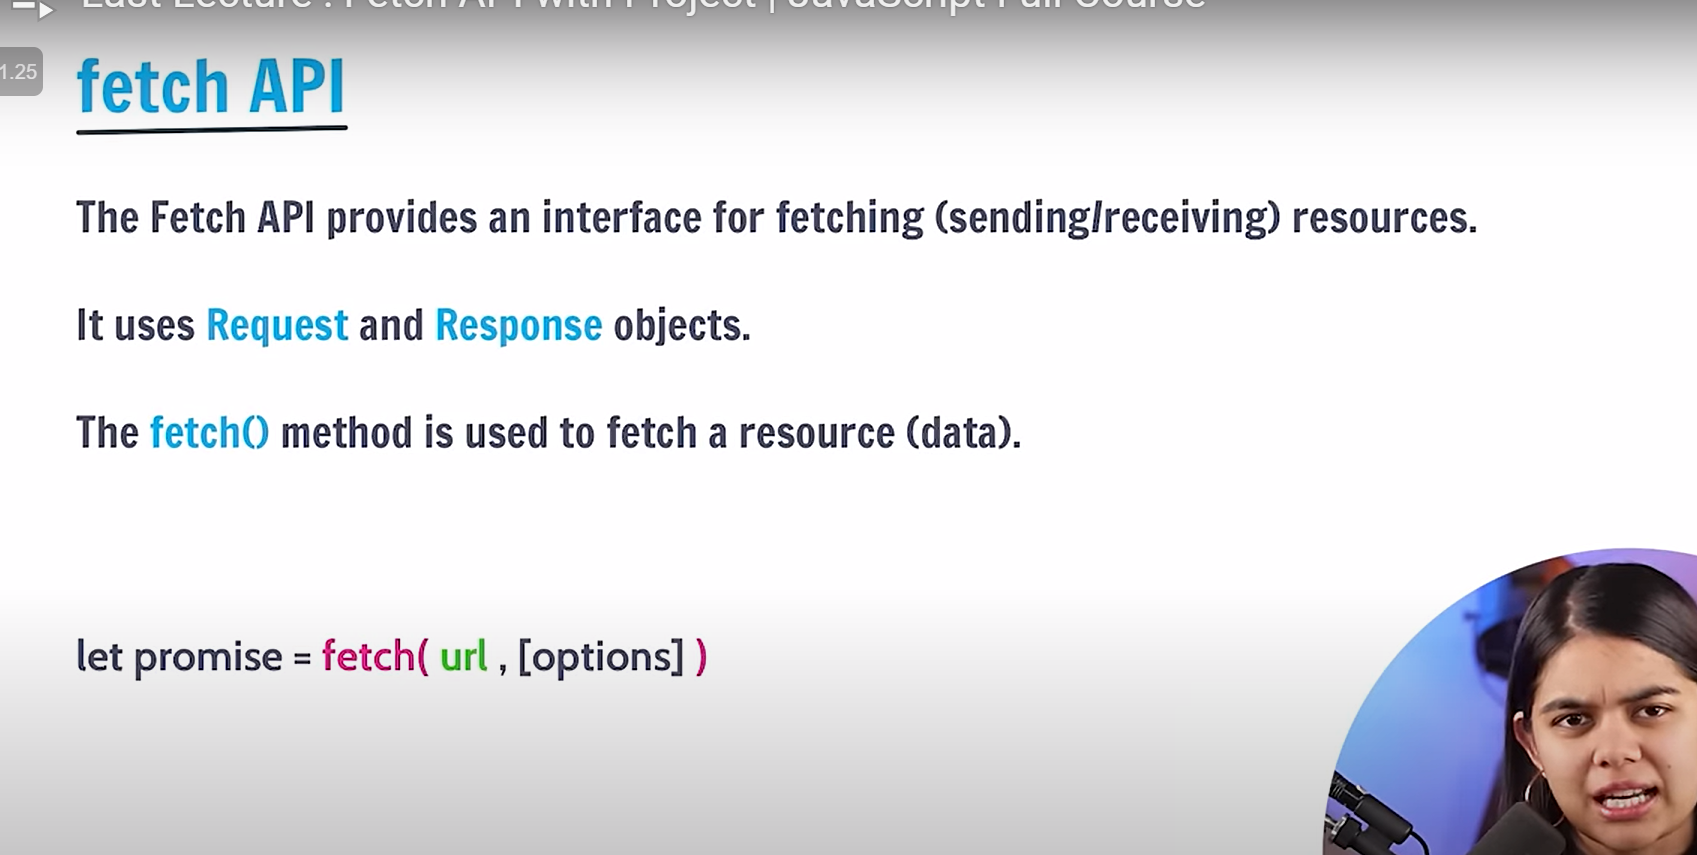 Last Lecture : Fetch API with Project | JavaScript Full Course
1.25
fetch API
The Fetch API provides an interface for fetching (sending/receiving) resources.
It uses Request and Response objects.
The fetch() method is used to fetch a resource (data).
let promise = fetch( url , [options] )